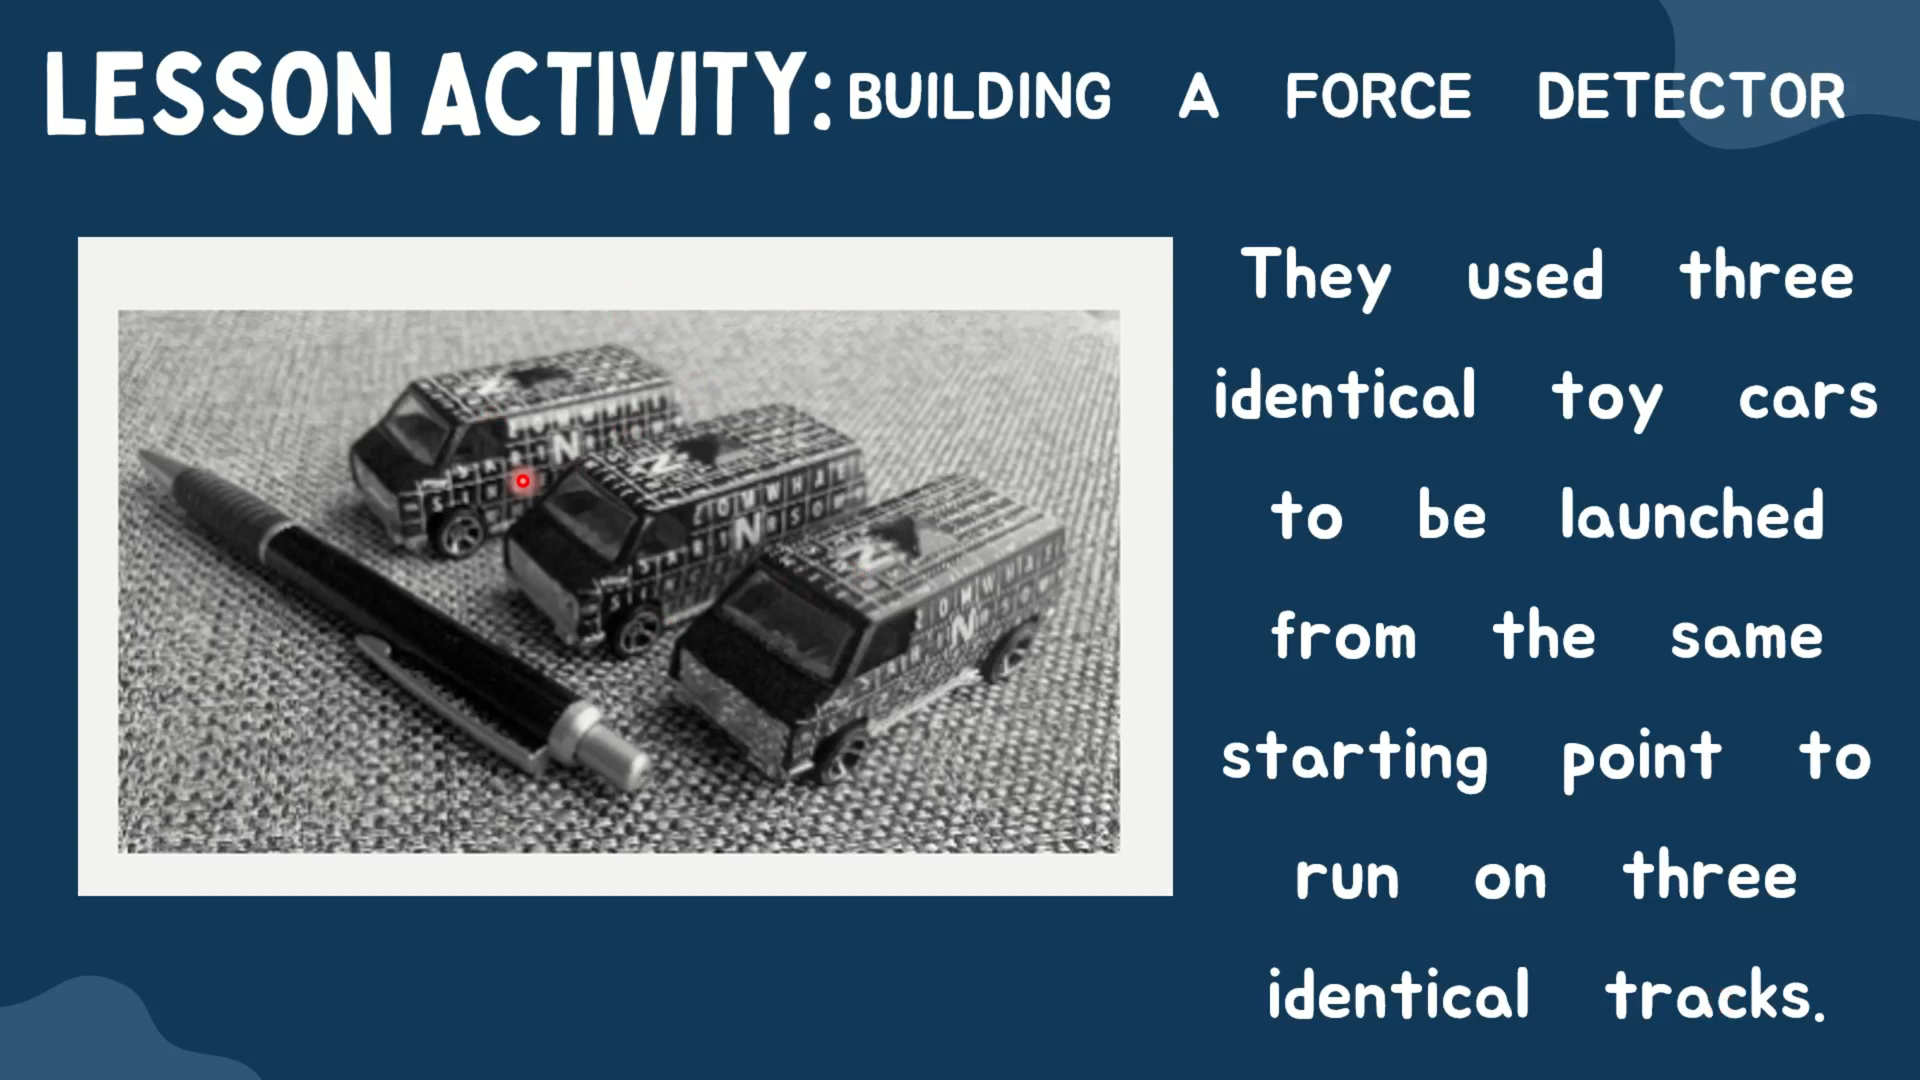 LESSON ACTIVITY: BUILDING A FORCE DETECTOR
They used three
identical toy cars
to be launched
from the same
starting point to
run on three
identical tracks.